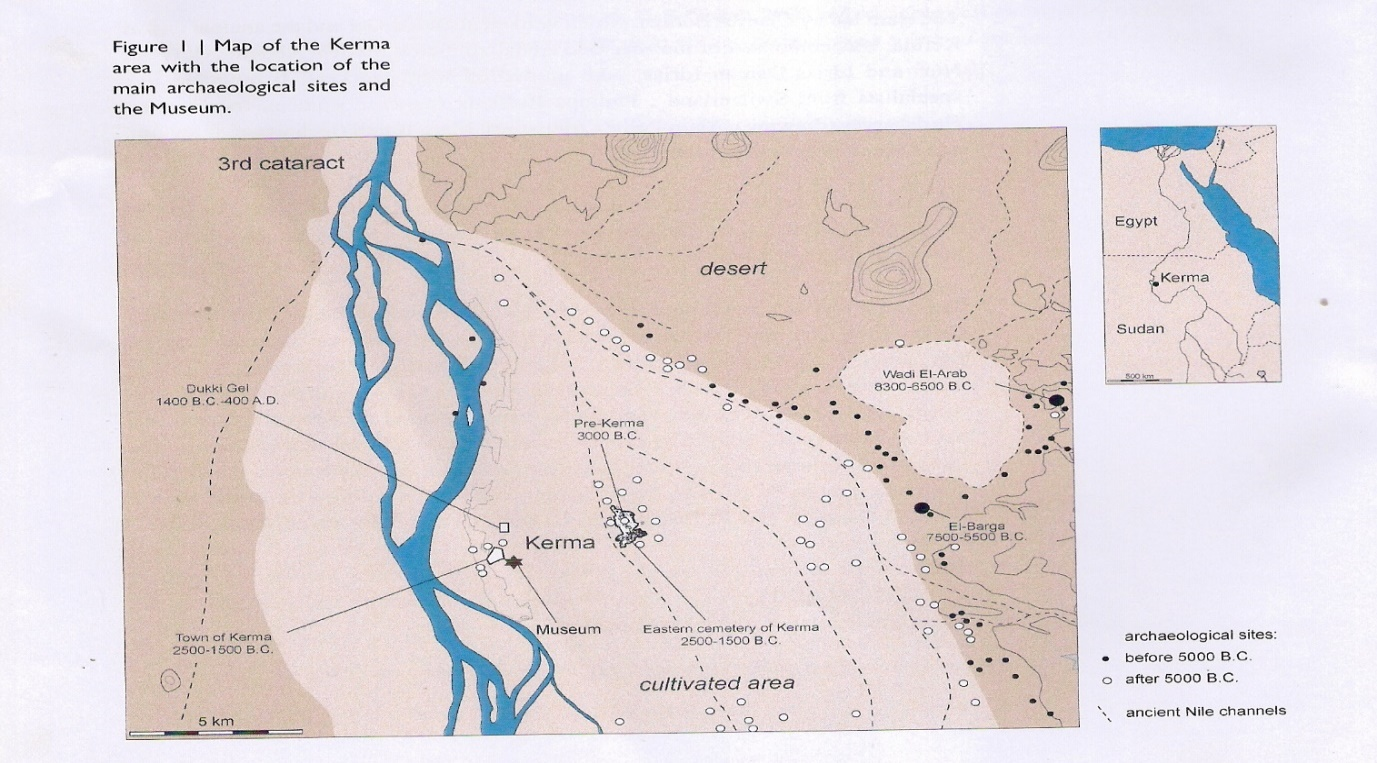 Figure 1 | Map of the Kerma
area with the location of the
main archaeological sites and
the Museum.
3rd cataract
desert
Egypt
Kerma
Sudan
500 km
Wadi El-Arab
8300-6500 B.C.
Dukki Gel
1400 B.C.-400 A.D.
Pre-Kerma
3000 B.C.
El-Barga
7500-5500 B.C.
Kerma
Museum
Eastern cemetery of Kerma
2500-1500 B.C.
Town of Kerma
2500-1500 B.C.
cultivated area
5 km
archaeological sites:
before 5000 B.C.
after 5000 B.C.
ancient Nile channels